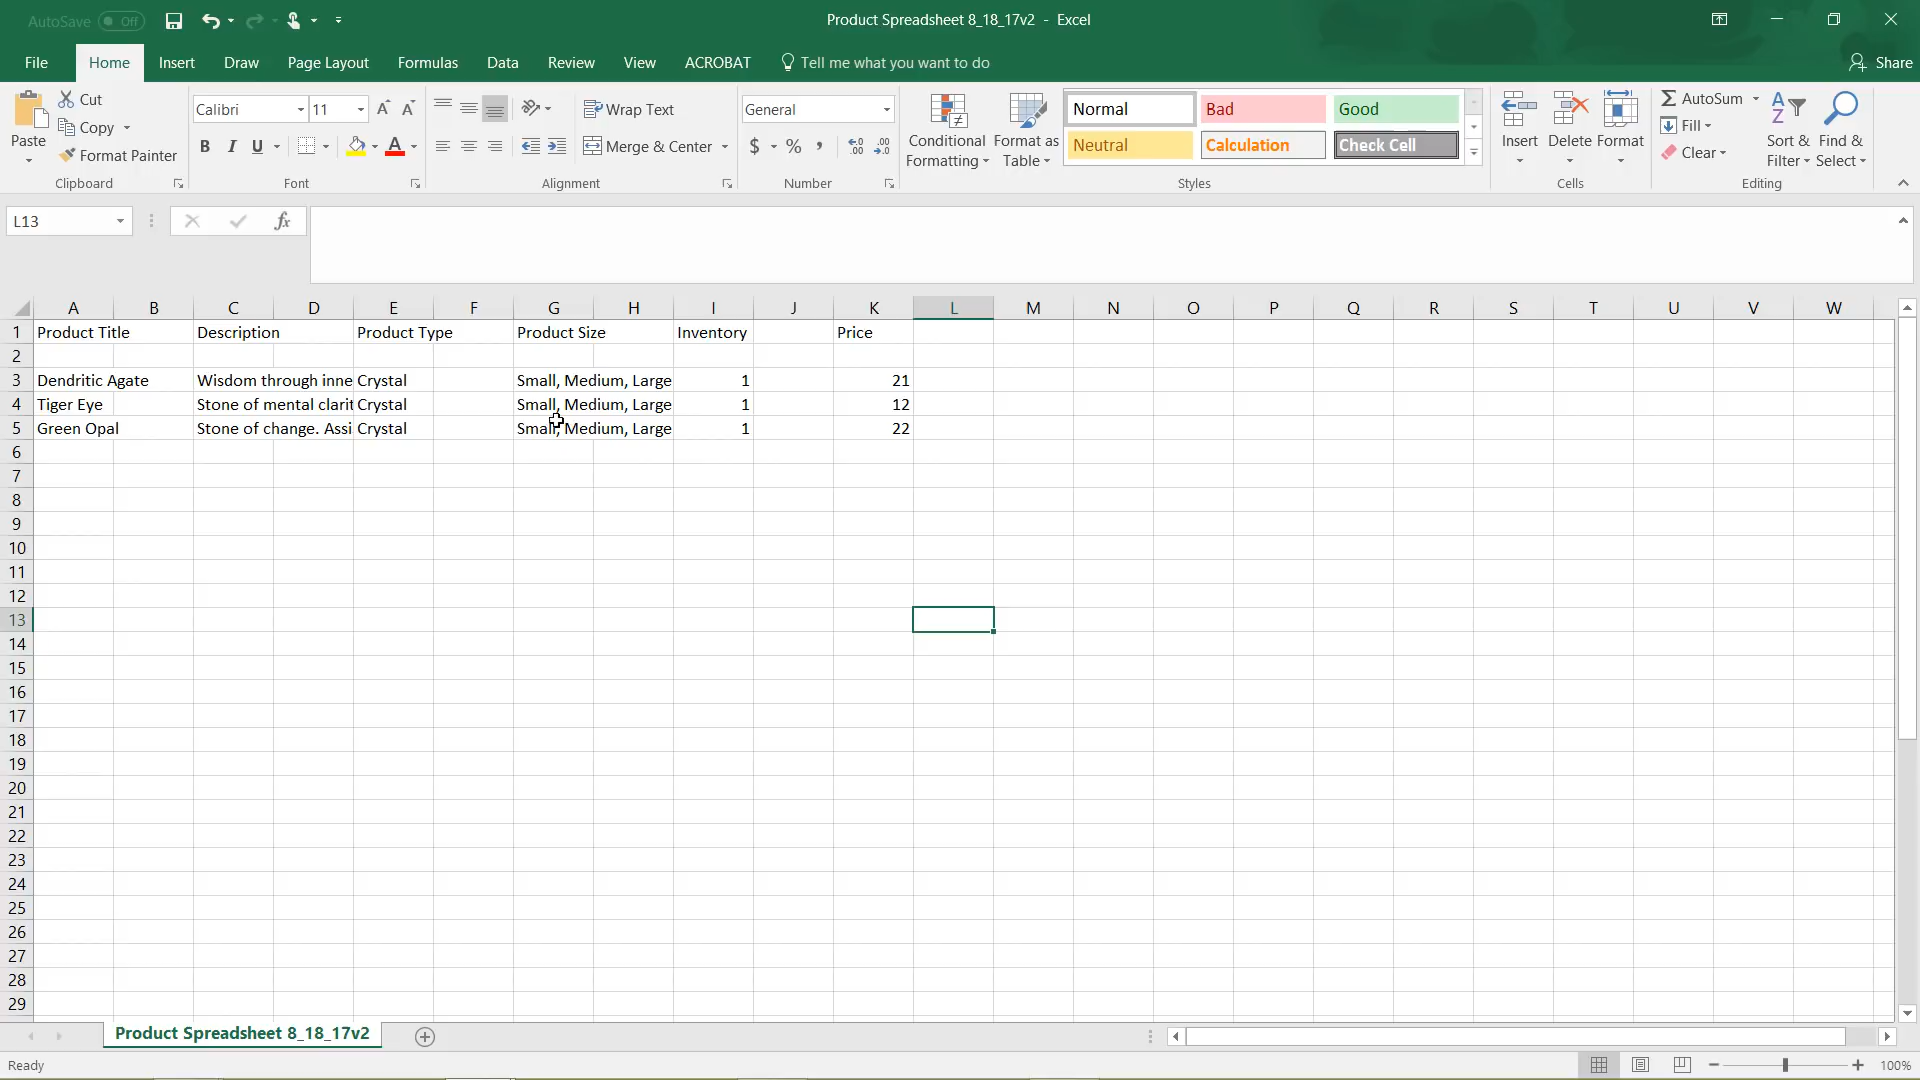 AutoSave Off
Product Spreadsheet 8_18_17v2 - Excel
File Home Insert Draw Page Layout Formulas Data Review View ACROBAT Tell me what you want to do Share
Paste
Cut
Copy
Format Painter
Clipboard
Calibri 11
B I U
Font
Wrap Text
Merge & Center
Alignment
General
$ % ,
Number
Conditional Formatting
Format as Table
Normal Bad Good
Neutral Calculation Check Cell
Styles
Insert Delete Format
Cells
AutoSum
Fill
Clear
Sort & Filter
Find & Select
Editing
L13 fx
A B C D E F G H I J K L M N O P Q R S T U V W
1 Product Title Description Product Type Product Size Inventory Price
2
3 Dendritic Agate Wisdom through inne Crystal Small, Medium, Large 1 21
4 Tiger Eye Stone of mental clarit Crystal Small, Medium, Large 1 12
5 Green Opal Stone of change. Assi Crystal Small, Medium, Large 1 22
6
7
8
9
10
11
12
13
14
15
16
17
18
19
20
21
22
23
24
25
26
27
28
29
Product Spreadsheet 8_18_17v2
Ready
100%